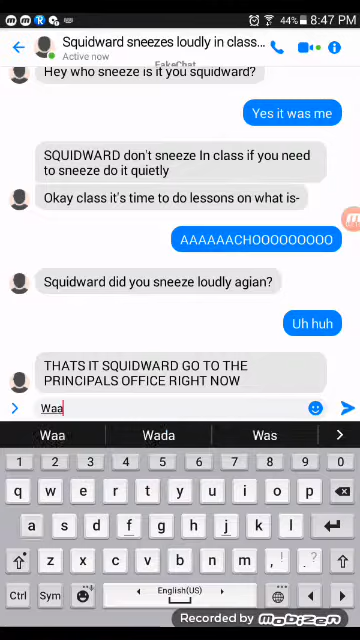 44% 8:47 PM
Squidward sneezes loudly in class...
Active now
FakeChat
Hey who sneeze is it you squidward?
Yes it was me
SQUIDWARD don't sneeze In class if you need
to sneeze do it quietly
Okay class it's time to do lessons on what is-
AAAAAACHOOOOOOOOO
Squidward did you sneeze loudly agian?
Uh huh
THATS IT SQUIDWARD GO TO THE
PRINCIPALS OFFICE RIGHT NOW
Waa
Waa Wada Was
1 2 3 4 5 6 7 8 9 0
q w e r t y u i o p
a s d f g h j k l
z x c v b n m ,! .?
Ctrl Sym English(US)
Recorded by mobizen